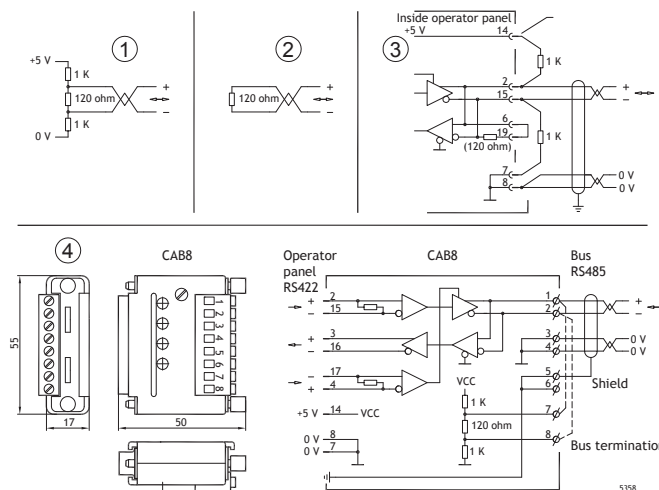 1
+5 V
1 K
120 ohm
1 K
0 V
+
–
2
120 ohm
+
–
3
Inside operator panel
+5 V
14
1 K
2
15
+
–
6
19
(120 ohm)
1 K
7
8
0 V
0 V
4
CAB8
55
17
1
2
3
4
5
6
7
8
50
Operator
panel
RS422
CAB8
Bus
RS485
+ 2
– 15
1
2
+
–
+ 3
– 16
3
4
0 V
0 V
– 17
+ 4
5
6
Shield
VCC
1 K
+5 V 14 VCC
7
120 ohm
0 V 8
0 V 7
8
1 K
Bus termination
5358